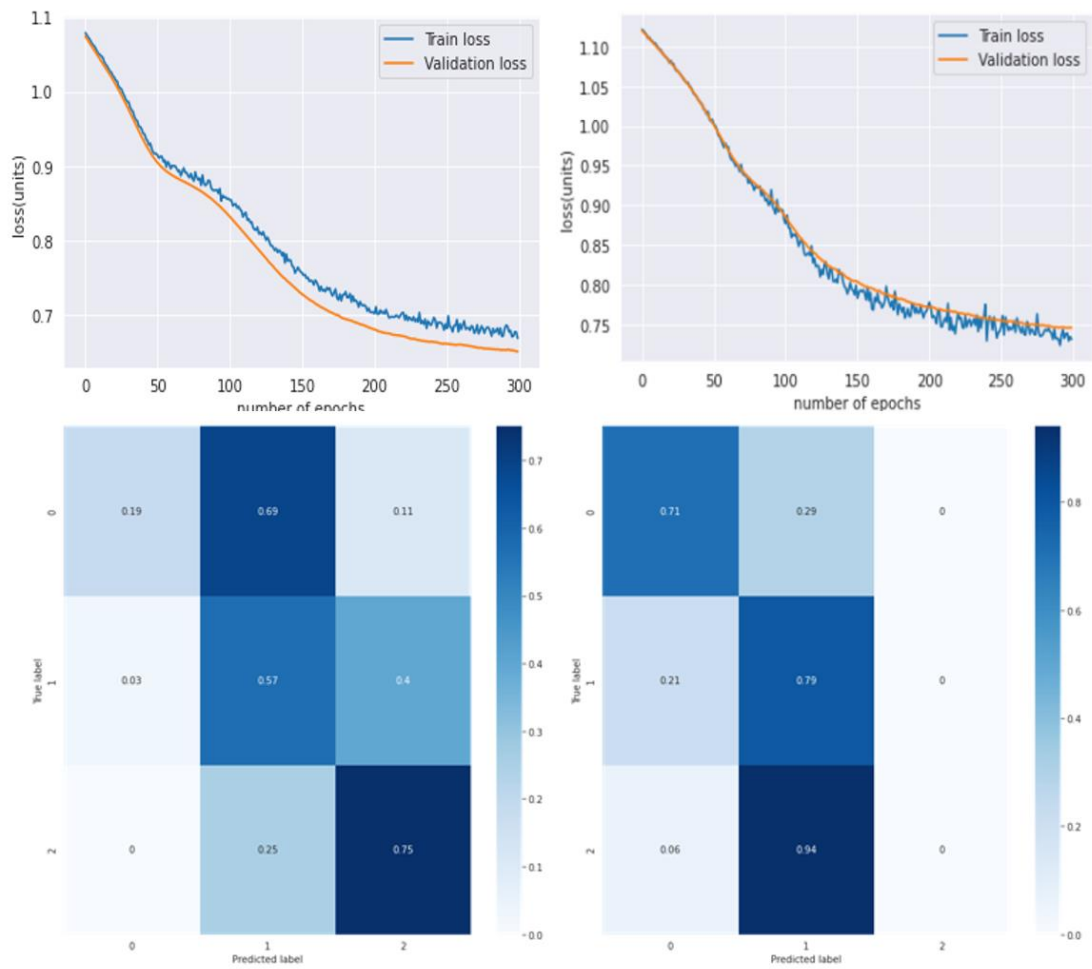 1.1
1.0
0.9
0.8
0.7
loss(units)
Train loss
Validation loss
0 50 100 150 200 250 300
number of epochs
1.10
1.05
1.00
0.95
0.90
0.85
0.80
0.75
loss(units)
Train loss
Validation loss
0 50 100 150 200 250 300
number of epochs
0.19 0.69 0.11
0.03 0.57 0.4
0 0.25 0.75
0
1
2
True label
0 1 2
Predicted label
0.7
0.6
0.5
0.4
0.3
0.2
0.1
0.0
0.71 0.29 0
0.21 0.79 0
0.06 0.94 0
0
1
2
True label
0 1 2
Predicted label
0.8
0.6
0.4
0.2
0.0